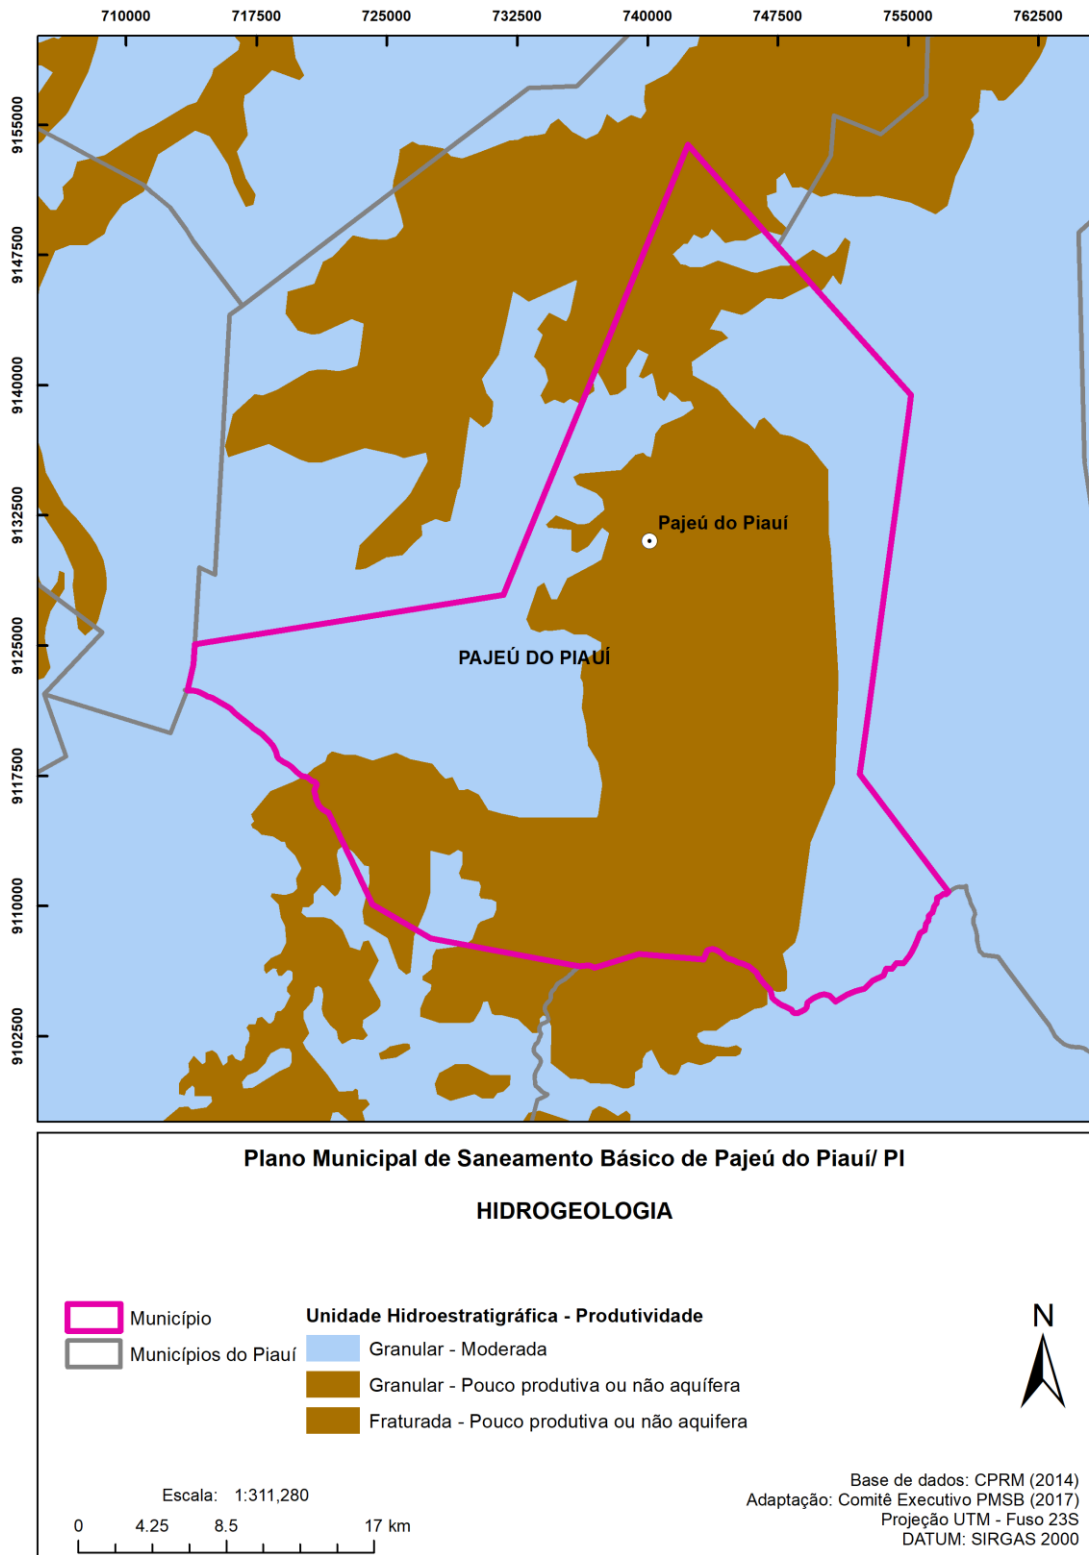 710000 717500 725000 732500 740000 747500 755000 762500
9155000
9147500
9140000
9132500
9125000
9117500
9110000
9102500
Pajeú do Piauí
PAJEÚ DO PIAUÍ
Plano Municipal de Saneamento Básico de Pajeú do Piauí/ PI
HIDROGEOLOGIA
Município
Municípios do Piauí
Unidade Hidroestratigráfica - Produtividade
Granular - Moderada
Granular - Pouco produtiva ou não aquífera
Fraturada - Pouco produtiva ou não aquifera
N
Escala: 1:311,280
0 4.25 8.5 17 km
Base de dados: CPRM (2014)
Adaptação: Comitê Executivo PMSB (2017)
Projeção UTM - Fuso 23S
DATUM: SIRGAS 2000